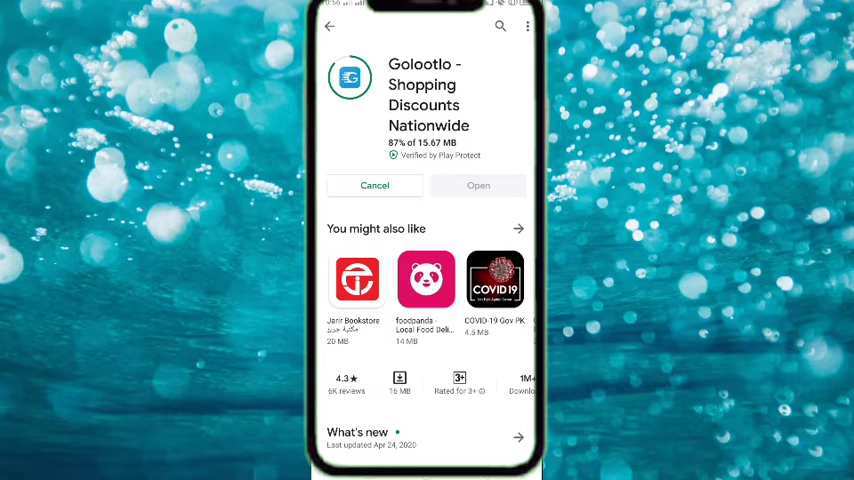 Golootlo -
Shopping
Discounts
Nationwide
87% of 15.67 MB
Verified by Play Protect
Cancel
Open
You might also like
COVID19
Jarir Bookstore
مكتبة جرير
20 MB
foodpanda -
Local Food Deli...
14 MB
COVID-19 Gov PK
4.6 MB
4.3★
6K reviews
16 MB
3+
Rated for 3+
1M+
Downlo
What's new
Last updated Apr 24, 2020